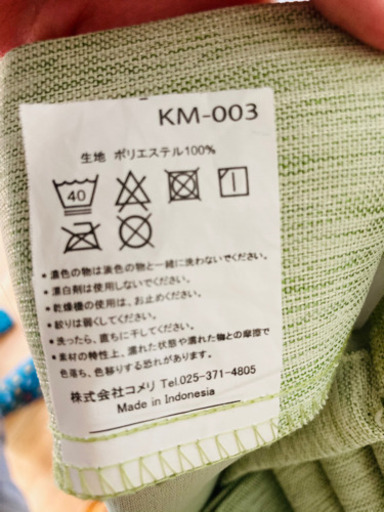 KM-003
生地 ポリエステル100%
40
・濃色の物は淡色の物と一緒に洗わないでください。
・漂白剤は使用しないでください。
・乾燥機の使用は、お止めください。
・絞りは弱くしてください。
・洗ったら、直ちに干してください。
・素材の特性上、濡れた状態や濡れた物との摩擦で
色落ち、色移りする恐れがあります。
株式会社コメリ Tel.025-371-4805
Made in Indonesia